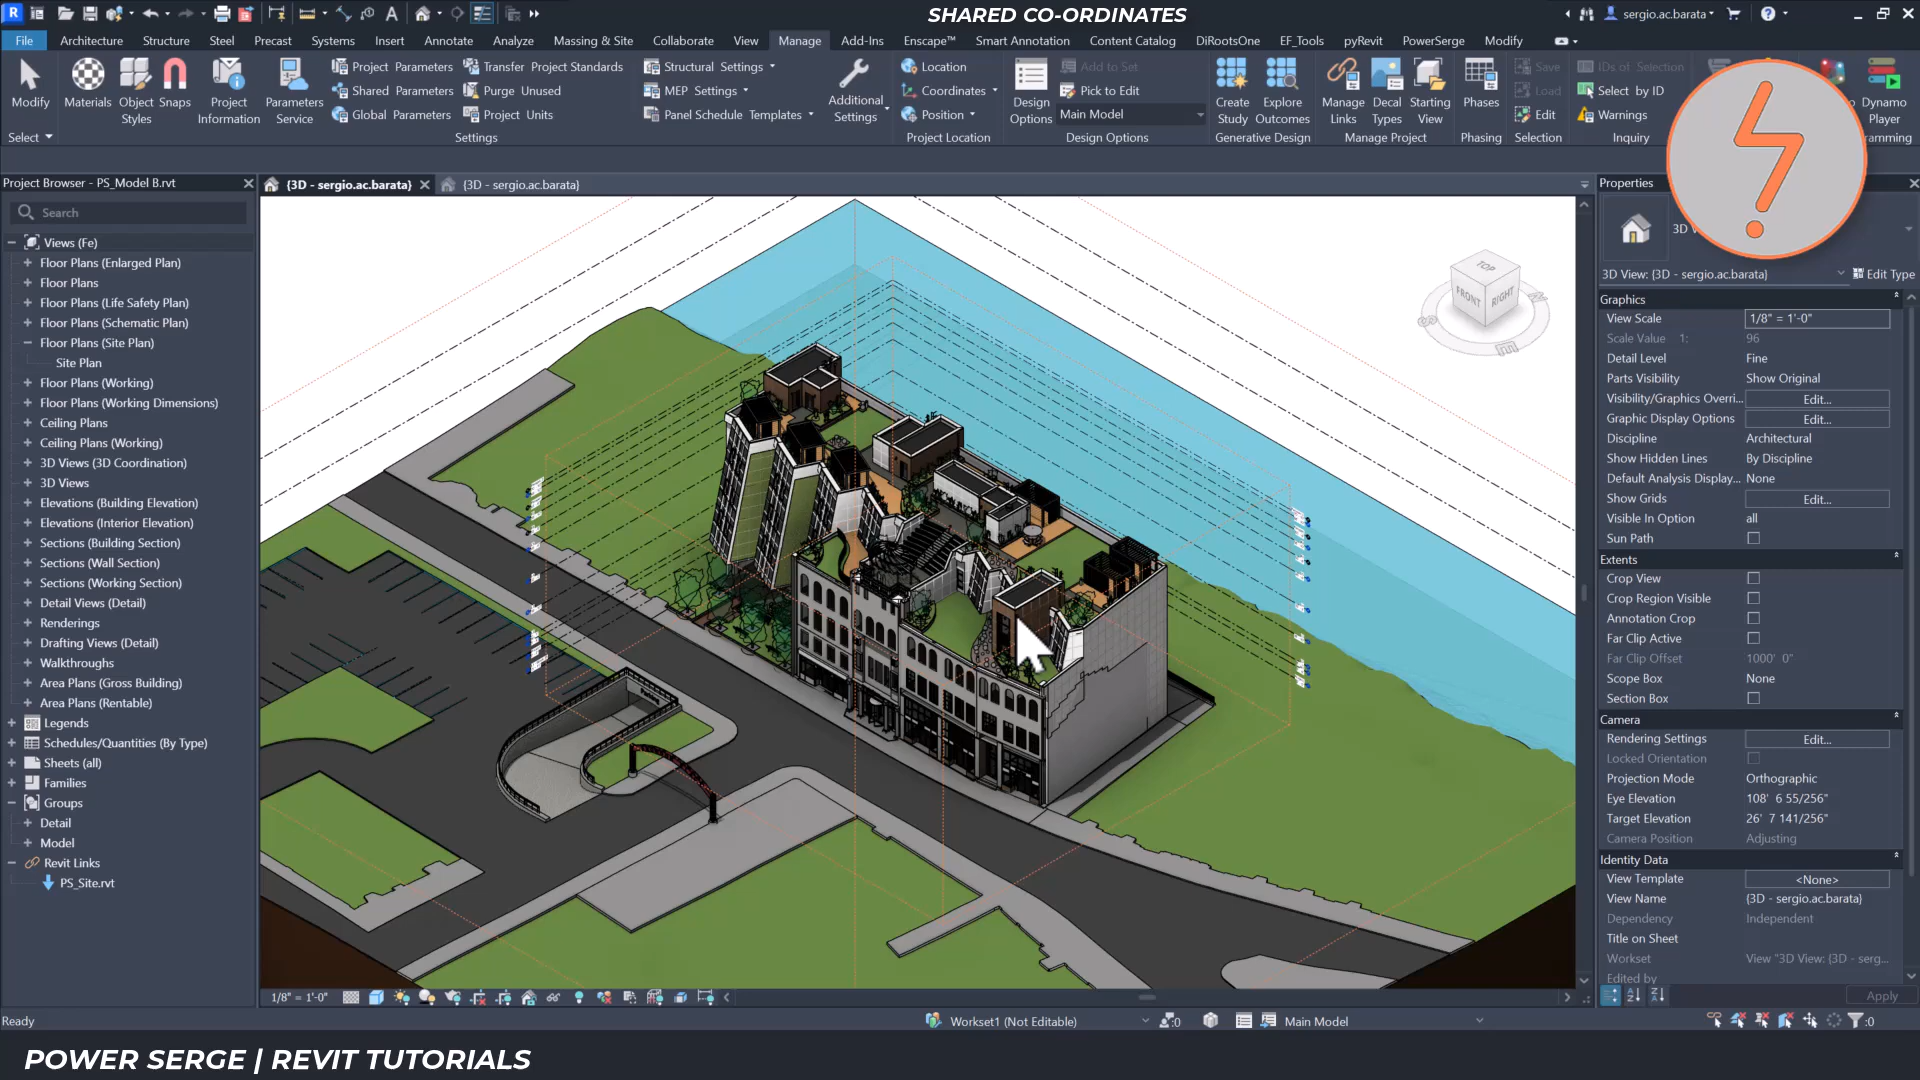 SHARED CO-ORDINATES
sergio.ac.barata
File Architecture Structure Steel Precast Systems Insert Annotate Analyze Massing & Site Collaborate View Manage Add-Ins Enscape™ Smart Annotation Content Catalog DiRootsOne EF_Tools pyRevit PowerSerge Modify
Project Parameters Transfer Project Standards Structural Settings Location Add to Set Save IDs of Selection
Shared Parameters Purge Unused MEP Settings Coordinates Pick to Edit Load Select by ID
Modify Materials Object Styles Snaps Project Information Parameters Service Additional Settings Design Options Create Study Explore Outcomes Manage Links Decal Types Starting View Phases Dynamo Player
Global Parameters Project Units Panel Schedule Templates Position Main Model Edit Warnings
Select Settings Project Location Design Options Generative Design Manage Project Phasing Selection Inquiry
Project Browser - PS_Model B.rvt
{3D - sergio.ac.barata}
{3D - sergio.ac.barata
Properties
Search
Views (Fe)
Floor Plans (Enlarged Plan)
Floor Plans
Floor Plans (Life Safety Plan)
Floor Plans (Schematic Plan)
Floor Plans (Site Plan)
Site Plan
Floor Plans (Working)
Floor Plans (Working Dimensions)
Ceiling Plans
Ceiling Plans (Working)
3D Views (3D Coordination)
3D Views
Elevations (Building Elevation)
Elevations (Interior Elevation)
Sections (Building Section)
Sections (Wall Section)
Sections (Working Section)
Detail Views (Detail)
Renderings
Drafting Views (Detail)
Walkthroughs
Area Plans (Gross Building)
Area Plans (Rentable)
Legends
Schedules/Quantities (By Type)
Sheets (all)
Families
Groups
Detail
Model
Revit Links
PS_Site.rvt
TOP
FRONT
RIGHT
3D View: {3D - sergio.ac.barata}
Edit Type
Graphics
View Scale 1/8" = 1'-0"
Scale Value 1: 96
Detail Level Fine
Parts Visibility Show Original
Visibility/Graphics Overri... Edit...
Graphic Display Options Edit...
Discipline Architectural
Show Hidden Lines By Discipline
Default Analysis Display... None
Show Grids Edit...
Visible In Option all
Sun Path
Extents
Crop View
Crop Region Visible
Annotation Crop
Far Clip Active
Far Clip Offset 1000' 0"
Scope Box None
Section Box
Camera
Rendering Settings Edit...
Locked Orientation
Projection Mode Orthographic
Eye Elevation 108' 6 55/256"
Target Elevation 26' 7 141/256"
Camera Position Adjusting
Identity Data
View Template <None>
View Name {3D - sergio.ac.barata}
Dependency Independent
Title on Sheet
Workset View "3D View: {3D - serg...
Edited by
Apply
1/8" = 1'-0"
Ready
Workset1 (Not Editable)
:0
Main Model
:0
POWER SERGE | REVIT TUTORIALS